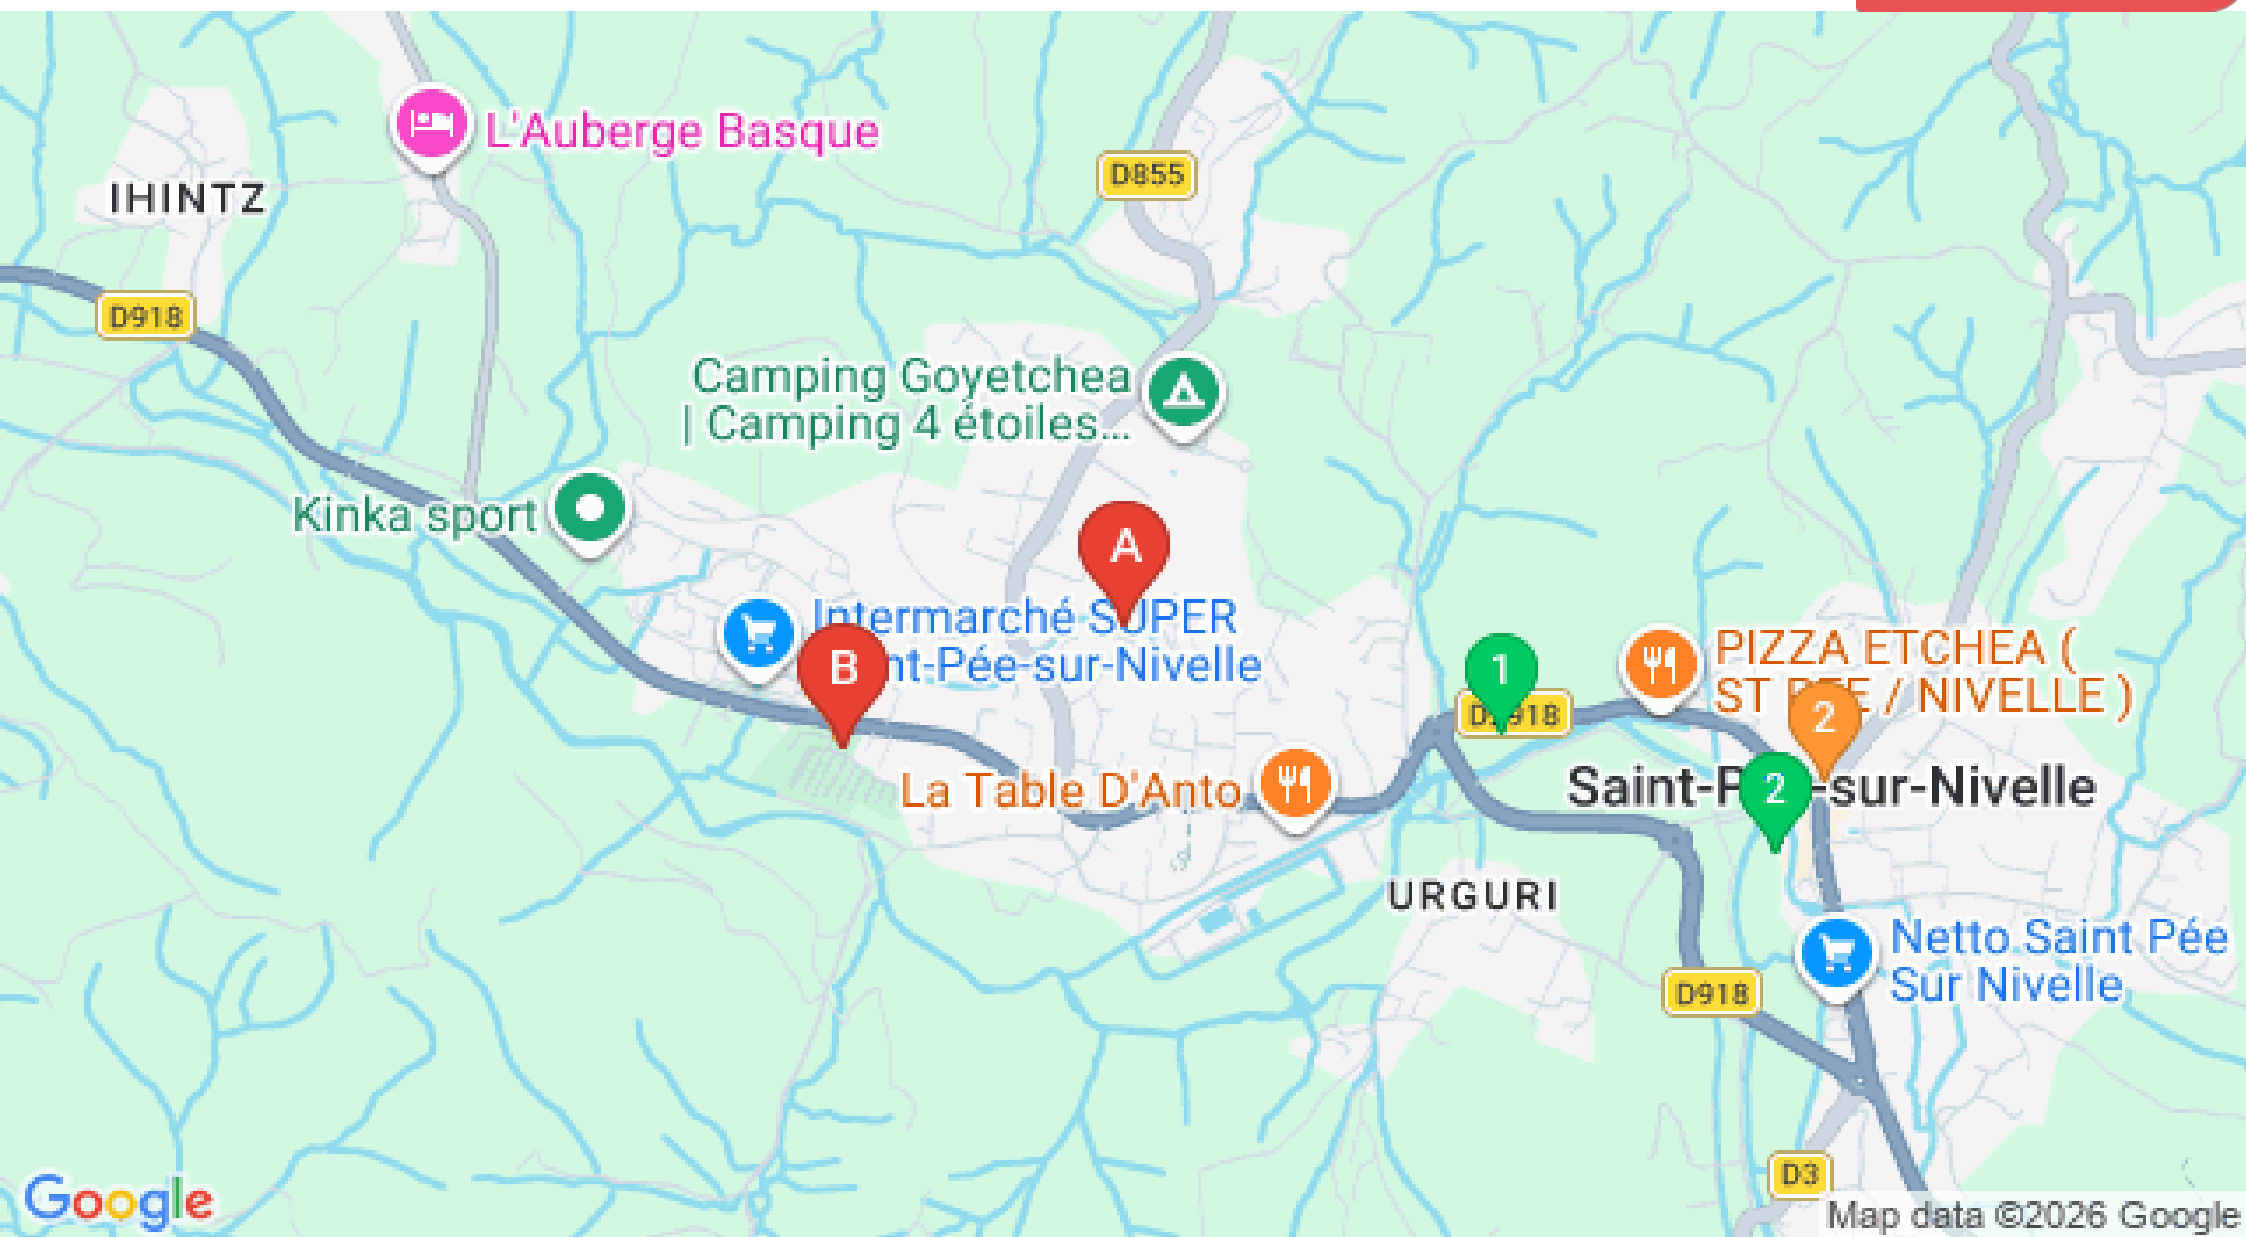 L'Auberge Basque
D855
IHINTZ
D918
Camping Goyetchea
| Camping 4 étoiles...
Kinka sport
A
Intermarché SUPER
nt-Pée-sur-Nivelle
B
1
918
PIZZA ETCHEA (
ST / NIVELLE )
2
La Table D'Anto
Saint-P -sur-Nivelle
2
URGURI
Netto Saint Pée
Sur Nivelle
D918
D3
Google
Map data ©2026 Google